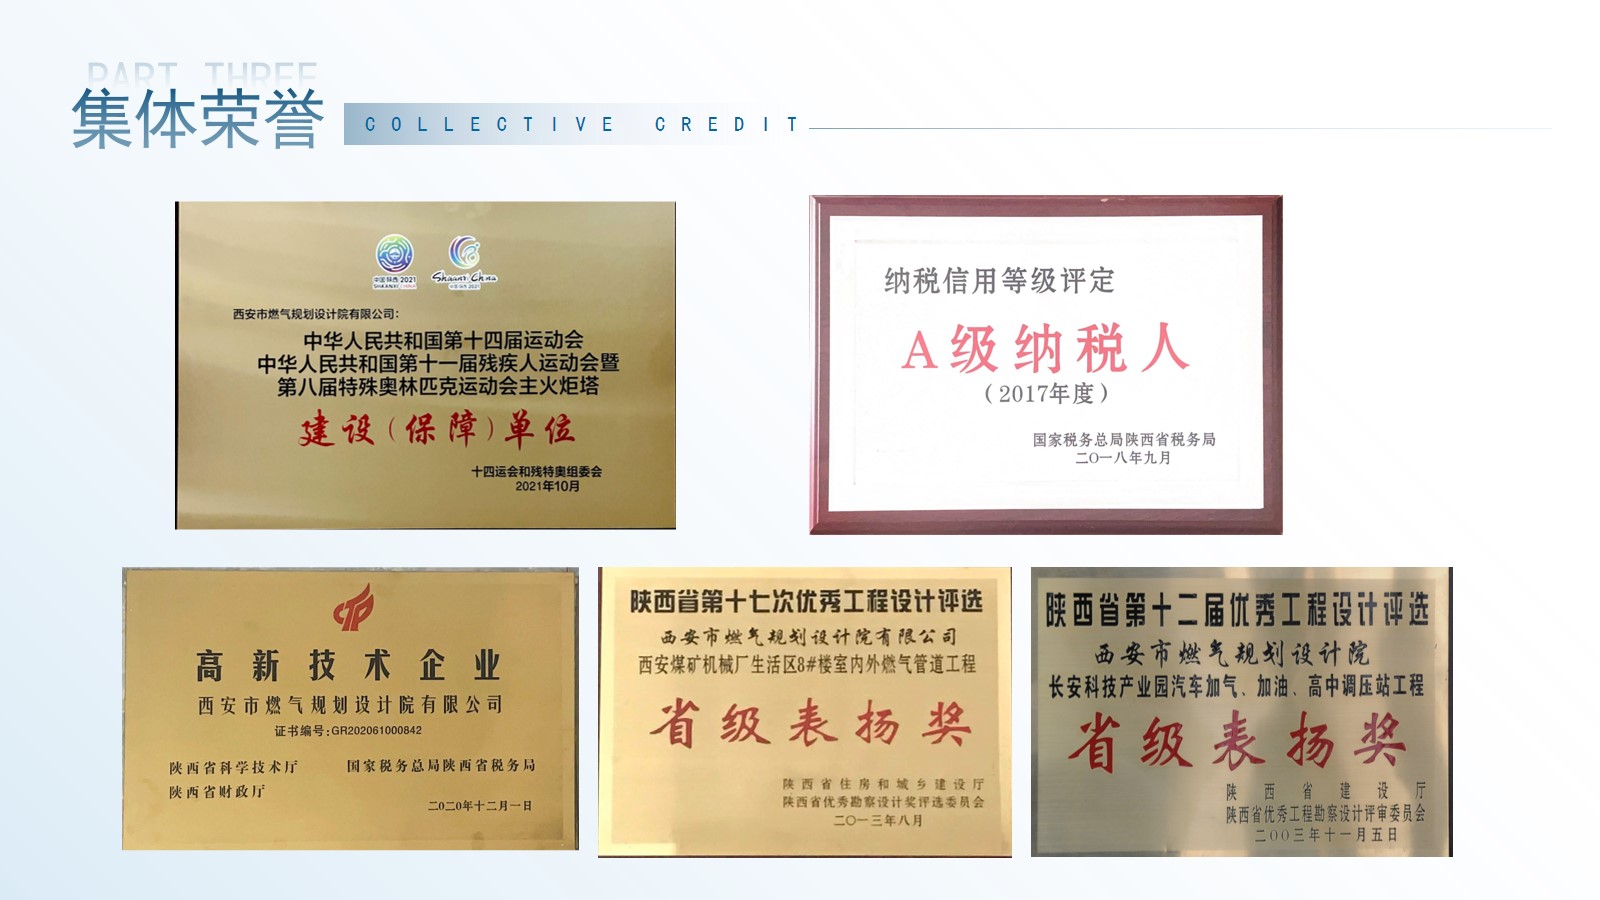 PART THREE
集体荣誉
COLLECTIVE CREDIT
中国·陕西 2021
SHAANXI CHINA
Shaanxi China
西安市燃气规划设计院有限公司：
中华人民共和国第十四届运动会
中华人民共和国第十一届残疾人运动会暨
第八届特殊奥林匹克运动会主火炬塔
建设（保障）单位
十四运会和残特奥组委会
2021年10月
纳税信用等级评定
A级纳税人
（2017年度）
国家税务总局陕西省税务局
二〇一八年九月
高新技术企业
西安市燃气规划设计院有限公司
证书编号：GR202061000842
陕西省科学技术厅 国家税务总局陕西省税务局
陕西省财政厅
二〇二〇年十二月一日
陕西省第十七次优秀工程设计评选
西安市燃气规划设计院有限公司
西安煤矿机械厂生活区8#楼室内外燃气管道工程
省级表扬奖
陕西省住房和城乡建设厅
陕西省优秀勘察设计奖评选委员会
二〇一三年八月
陕西省第十二届优秀工程设计评选
西安市燃气规划设计院
长安科技产业园汽车加气、加油、高中调压站工程
省级表扬奖
陕西省建设厅
陕西省优秀工程勘察设计评审委员会
二〇〇三年十一月五日